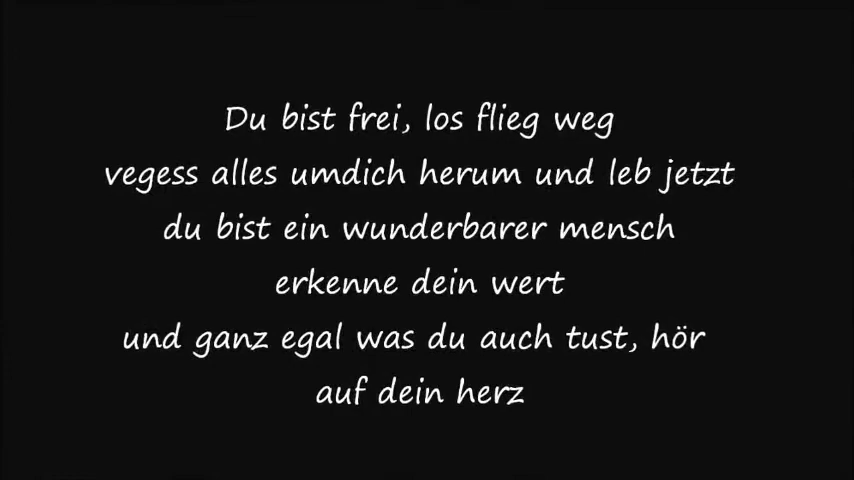 Du bist frei, los flieg weg
vegess alles umdich herum und leb jetzt
du bist ein wunderbarer mensch
erkenne dein wert
und ganz egal was du auch tust, hör
auf dein herz